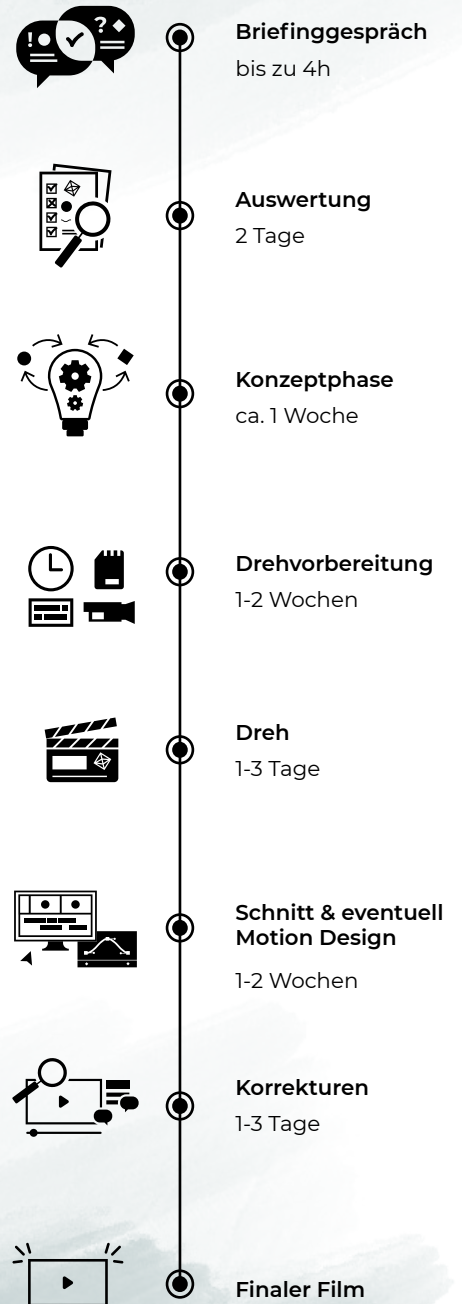 Briefinggespräch
bis zu 4h
Auswertung
2 Tage
Konzeptphase
ca. 1 Woche
Drehvorbereitung
1-2 Wochen
Dreh
1-3 Tage
Schnitt & eventuell
Motion Design
1-2 Wochen
Korrekturen
1-3 Tage
Finaler Film